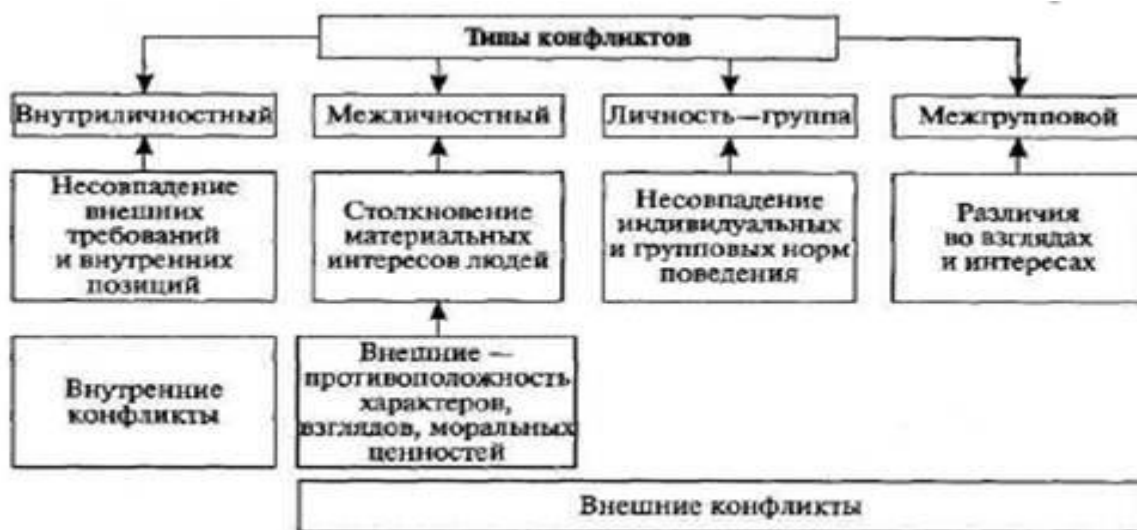 Типы конфликтов
Внутриличностный
Межличностный
Личность—группа
Межгрупповой
Несовпадение
внешних
требований
и внутренних
позиций
Столкновение
материальных
интересов людей
Несовпадение
индивидуальных
и групповых норм
поведения
Различия
во взглядах
и интересах
Внутренние
конфликты
Внешние —
противоположность
характеров,
взглядов, моральных
ценностей
Внешние конфликты